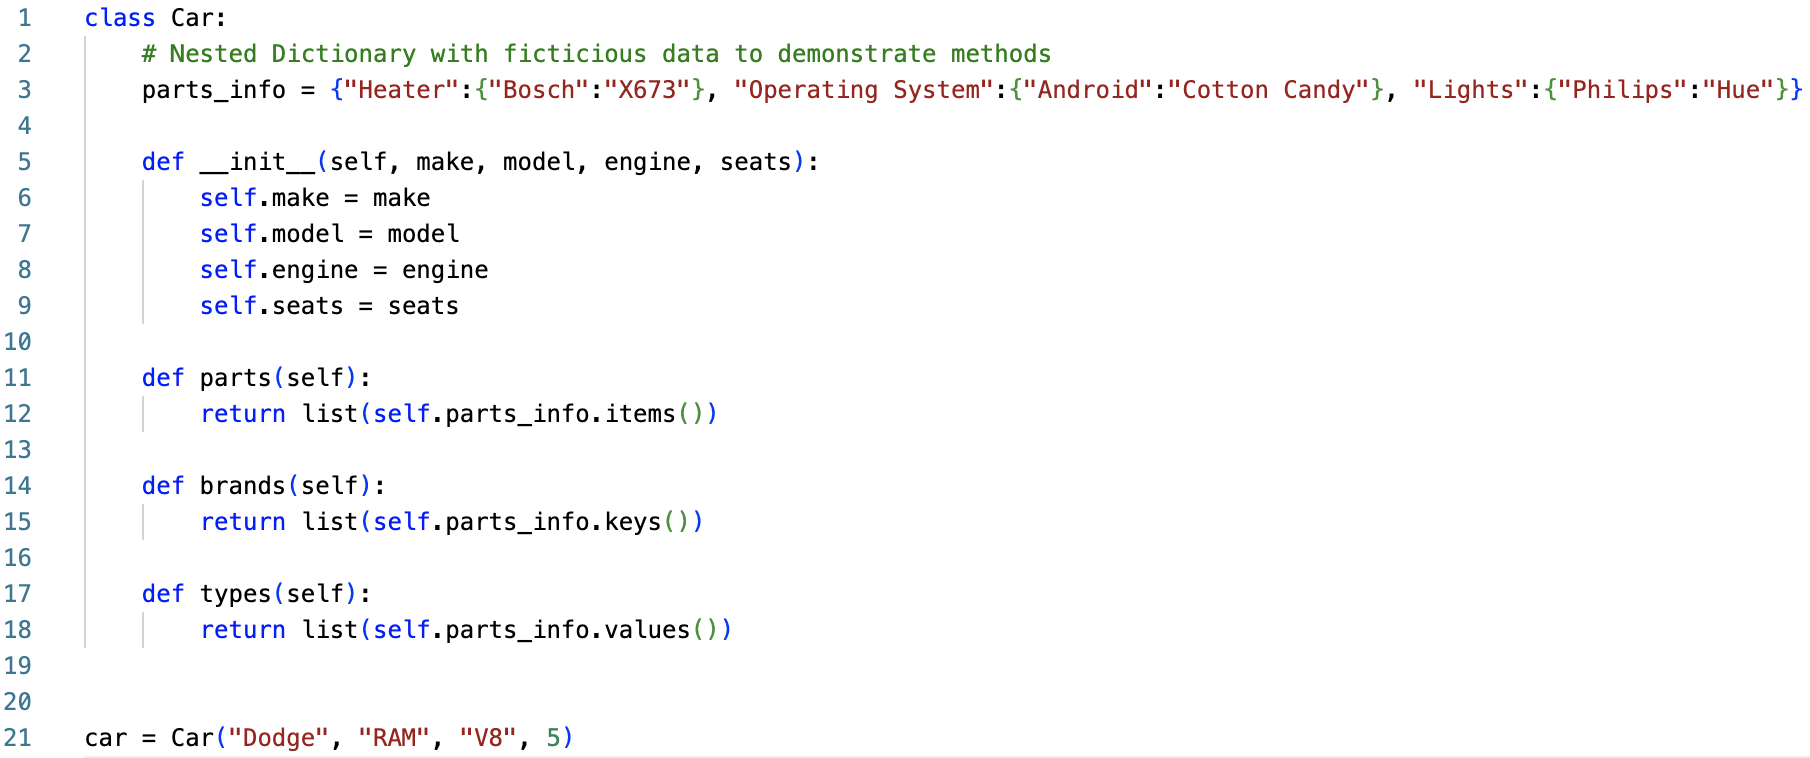 1 class Car:
2 # Nested Dictionary with ficticious data to demonstrate methods
3 parts_info = {"Heater":{"Bosch":"X673"}, "Operating System":{"Android":"Cotton Candy"}, "Lights":{"Philips":"Hue"}}
4
5 def __init__(self, make, model, engine, seats):
6 self.make = make
7 self.model = model
8 self.engine = engine
9 self.seats = seats
10
11 def parts(self):
12 return list(self.parts_info.items())
13
14 def brands(self):
15 return list(self.parts_info.keys())
16
17 def types(self):
18 return list(self.parts_info.values())
19
20
21 car = Car("Dodge", "RAM", "V8", 5)